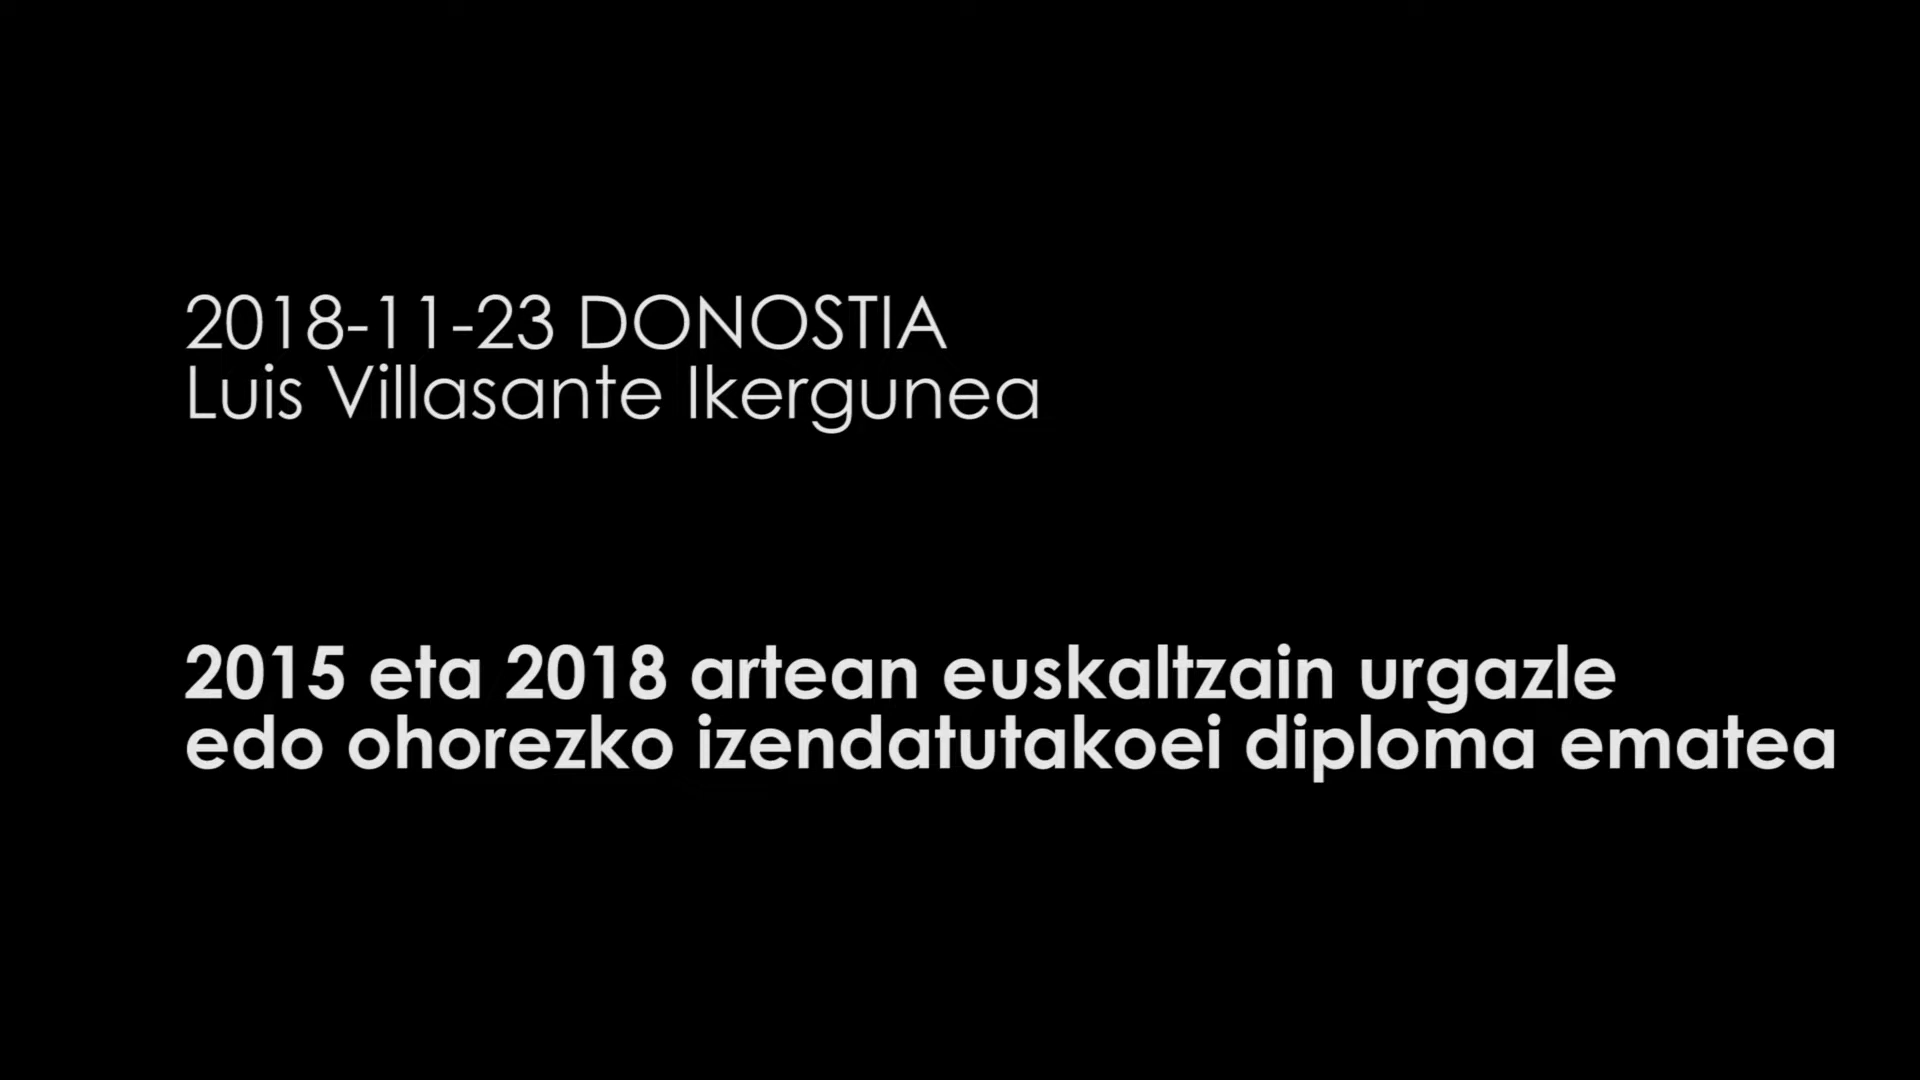 2018-11-23 DONOSTIA
Luis Villasante Ikergunea
2015 eta 2018 artean euskaltzain urgazle
edo ohorezko izendatutakoei diploma ematea